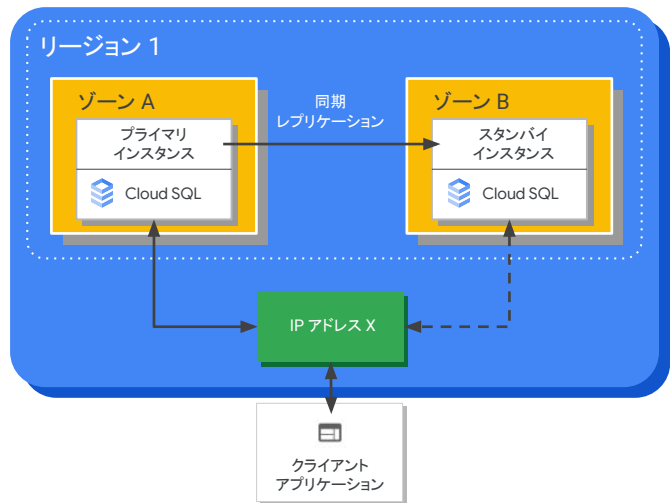 リージョン 1
ゾーン A
プライマリ
インスタンス
Cloud SQL
同期
レプリケーション
ゾーン B
スタンバイ
インスタンス
Cloud SQL
IP アドレス X
クライアント
アプリケーション